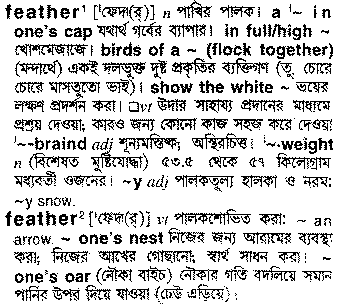 feather¹ [ˈফেদা(র্)] n পাখির পালক। a ~ in
one's cap যথার্থ গর্বের ব্যাপার। in full/high ~
খোশমেজাজে। birds of a ~ (flock together)
(মন্দার্থে) একই দলভুক্ত দুষ্ট প্রকৃতির ব্যক্তিগণ (তু চোরে
চোরে মাসতুতো ভাই)। show the white ~ ভয়ের
লক্ষণ প্রদর্শন করা। □vt উদার সাহায্য প্রদানের মাধ্যমে
প্রশ্রয় দেওয়া; কারও জন্য কোনো কাজ সহজ করে দেওয়া
ˈ~-braind adj শূন্যমস্তিষ্ক; অস্থিরচিত্ত। ˈ~-weight
n (বিশেষত মুষ্টিযোদ্ধা) ৫৩.৫ থেকে ৫৭ কিলোগ্রাম
মধ্যবর্তী ওজনের। ~y adj পালকতুল্য হালকা ও নরম:
~y snow.
feather² [ˈফেদা(র্)] vt পালকশোভিত করা: ~ an
arrow. ~ one's nest নিজের জন্য আরামের ব্যবস্থা
করা; নিজের আখের গোছানো; স্বার্থ সাধন করা। ~
one's oar (নৌকা বাইচ) নৌকার গতি বদলিয়ে সমান
পানির উপর দিয়ে যাওয়া (ঢেউ এড়িয়ে)।